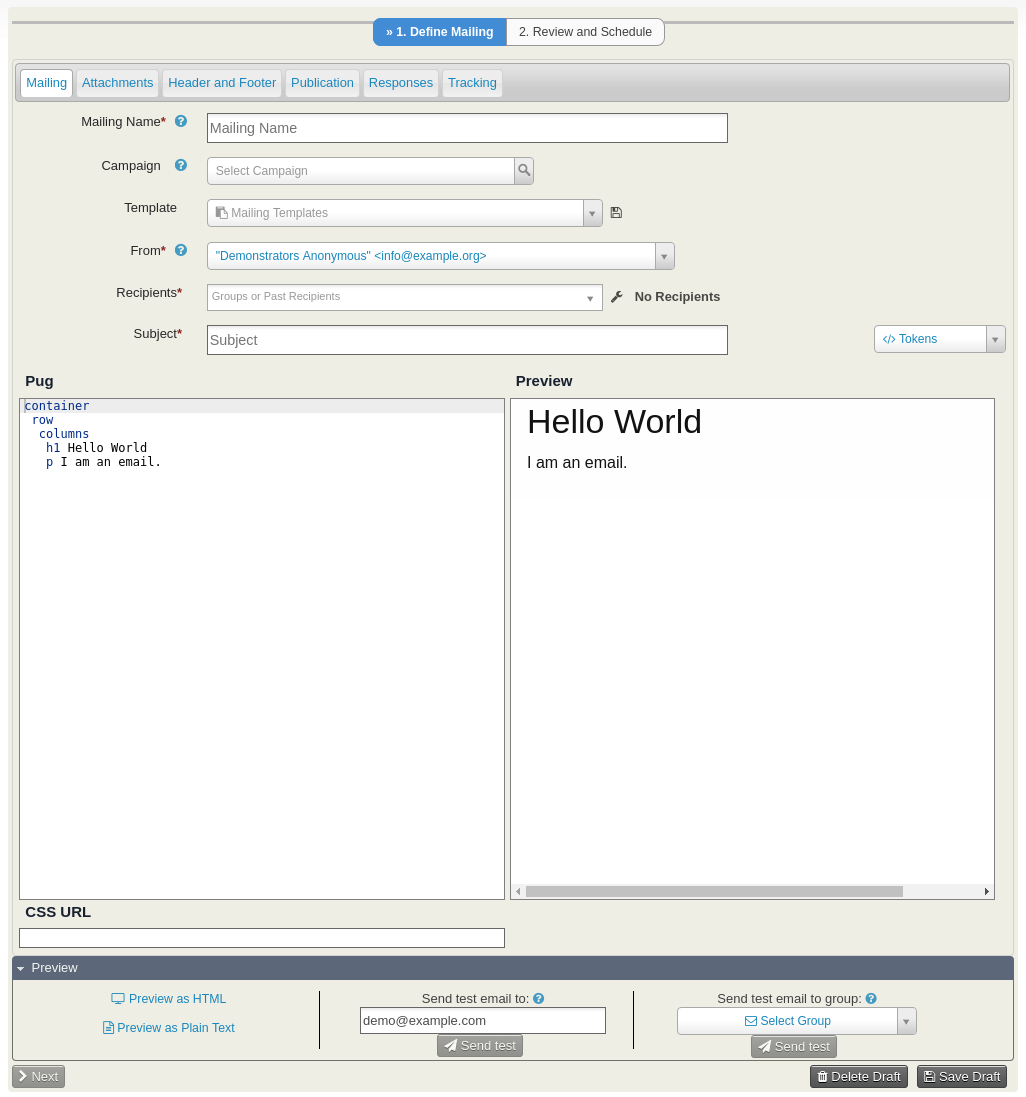 » 1. Define Mailing 2. Review and Schedule
Mailing Attachments Header and Footer Publication Responses Tracking
Mailing Name* ? Mailing Name
Campaign ? Select Campaign
Template Mailing Templates
From* ? "Demonstrators Anonymous" <info@example.org>
Recipients* Groups or Past Recipients No Recipients
Subject* Subject </> Tokens
Pug Preview
container
row
columns
h1 Hello World
p I am an email.
Hello World
I am an email.
CSS URL
Preview
Preview as HTML
Preview as Plain Text
Send test email to: ?
demo@example.com
Send test
Send test email to group: ?
Select Group
Send test
Next Delete Draft Save Draft